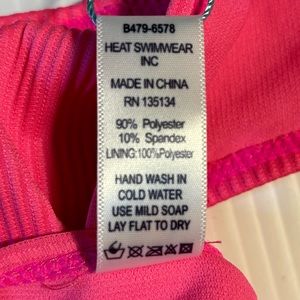 B479-6578
HEAT SWIMWEAR
INC
MADE IN CHINA
RN 135134
90% Polyester
10% Spandex
LINING:100%Polyester
HAND WASH IN
COLD WATER
USE MILD SOAP
LAY FLAT TO DRY